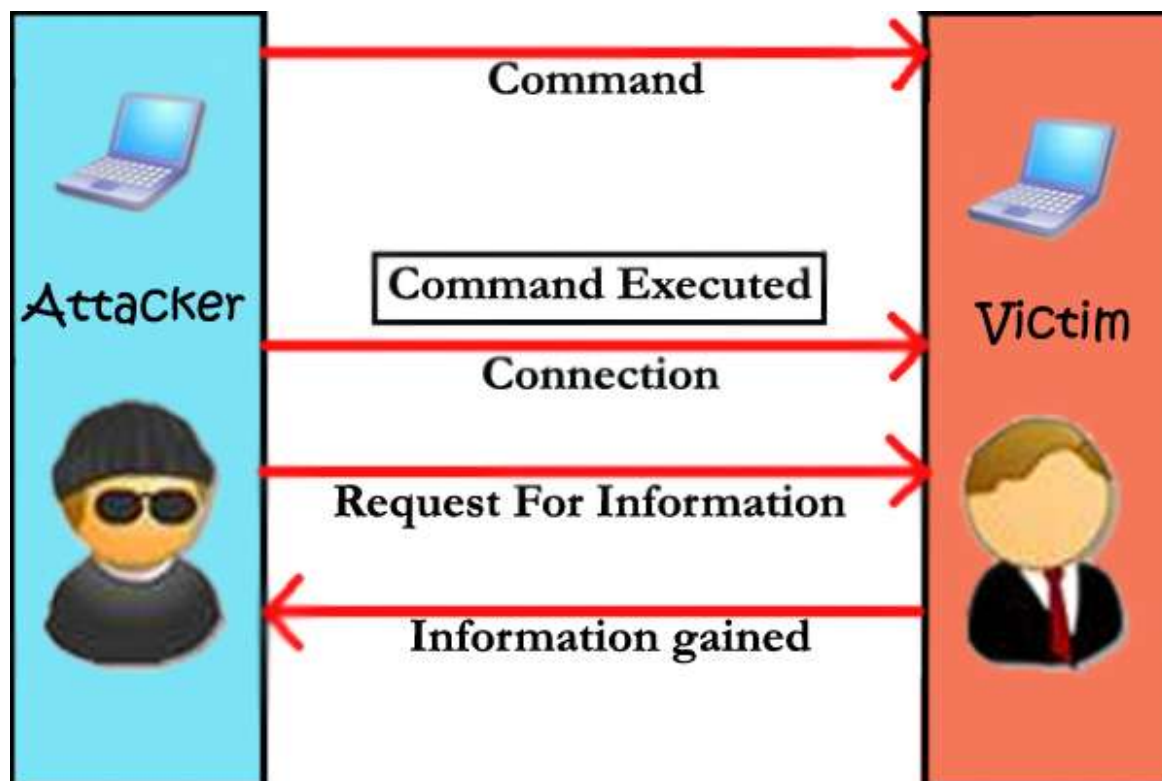 Command
Attacker
Command Executed
Victim
Connection
Request For Information
Information gained